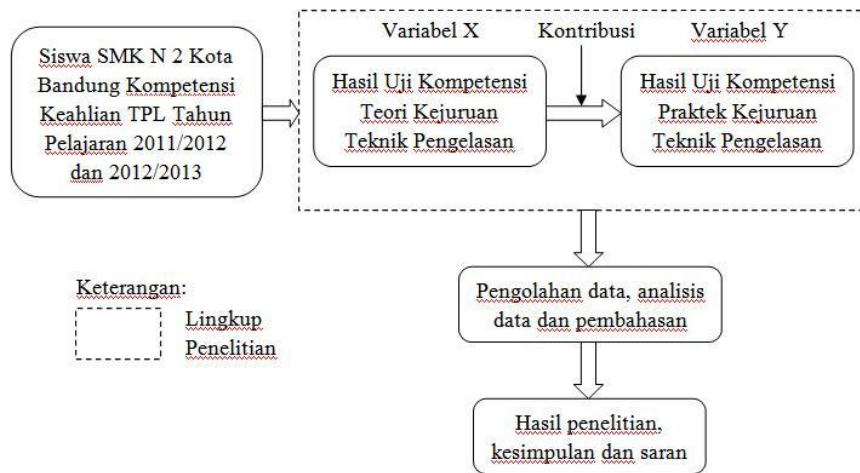 Siswa SMK N 2 Kota
Bandung Kompetensi
Keahlian TPL Tahun
Pelajaran 2011/2012
dan 2012/2013
Variabel X
Kontribusi
Variabel Y
Hasil Uji Kompetensi
Teori Kejuruan
Teknik Pengelasan
Hasil Uji Kompetensi
Praktek Kejuruan
Teknik Pengelasan
Keterangan:
Lingkup
Penelitian
Pengolahan data, analisis
data dan pembahasan
Hasil penelitian,
kesimpulan dan saran